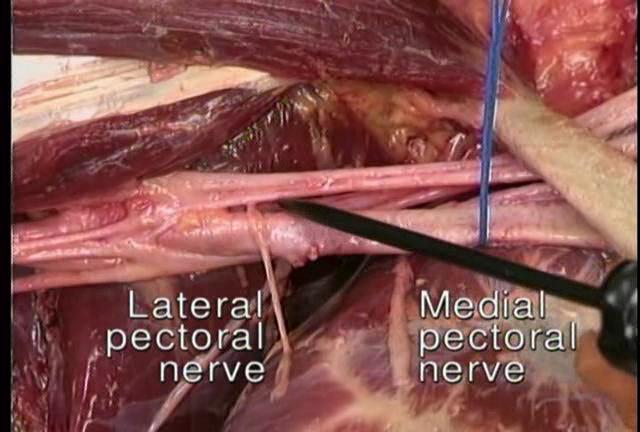 Lateral
pectoral
nerve
Medial
pectoral
nerve